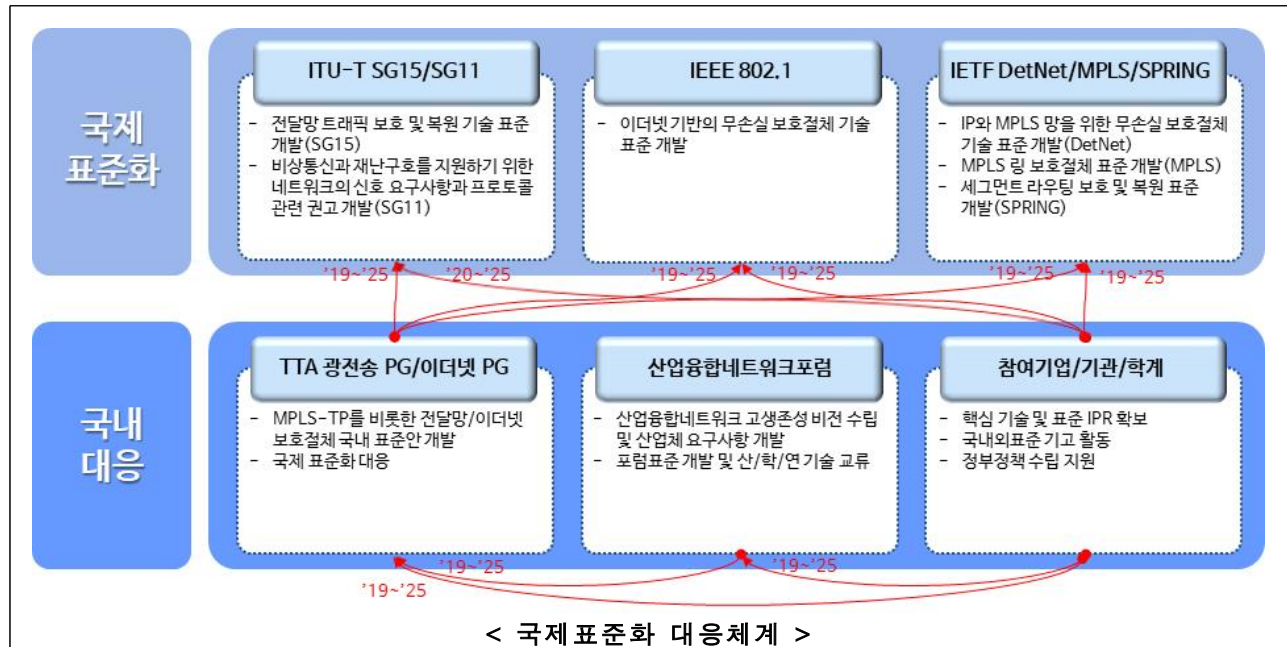 국제
표준화
ITU-T SG15/SG11
- 전달망 트래픽 보호 및 복원 기술 표준
개발(SG15)
- 비상통신과 재난구호를 지원하기 위한
네트워크의 신호 요구사항과 프로토콜
관련 권고 개발(SG11)
IEEE 802.1
- 이더넷 기반의 무손실 보호절체 기술
표준 개발
IETF DetNet/MPLS/SPRING
- IP와 MPLS 망을 위한 무손실 보호절체
기술 표준 개발(DetNet)
- MPLS 링 보호절체 표준 개발(MPLS)
- 세그먼트 라우팅 보호 및 복원 표준
개발(SPRING)
’19~’25
’20~’25
’19~’25
’19~’25
’19~’25
’19~’25
국내
대응
TTA 광전송 PG/이더넷 PG
- MPLS-TP를 비롯한 전달망/이더넷
보호절체 국내 표준안 개발
- 국제 표준화 대응
산업융합네트워크포럼
- 산업융합네트워크 고생존성 비전 수립
및 산업체 요구사항 개발
- 포럼표준 개발 및 산/학/연 기술 교류
참여기업/기관/학계
- 핵심 기술 및 표준 IPR 확보
- 국내외표준 기고 활동
- 정부정책 수립 지원
’19~’25
’19~’25
’19~’25
< 국제표준화 대응체계 >